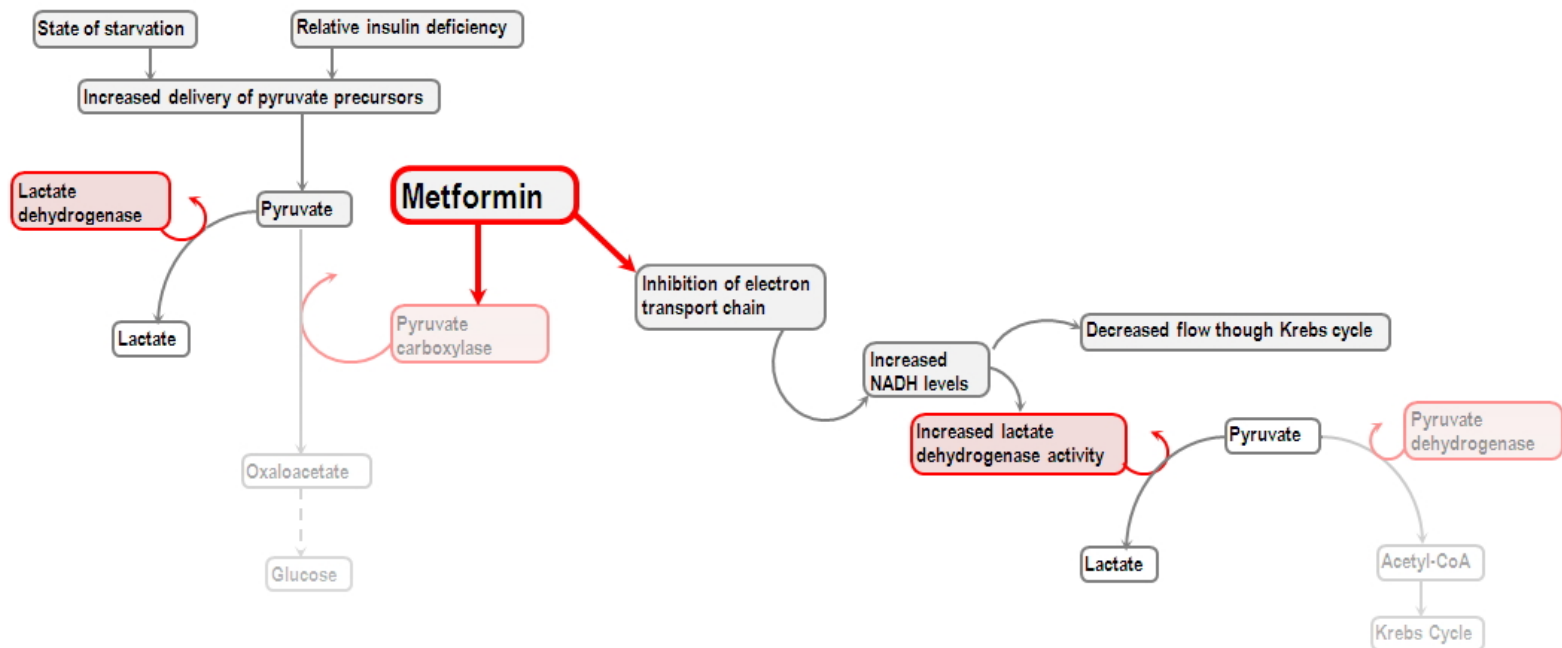 State of starvation
Relative insulin deficiency
Increased delivery of pyruvate precursors
Lactate
dehydrogenase
Pyruvate
Metformin
Lactate
Pyruvate
carboxylase
Oxaloacetate
Glucose
Inhibition of electron
transport chain
Increased
NADH levels
Decreased flow though Krebs cycle
Increased lactate
dehydrogenase activity
Pyruvate
Pyruvate
dehydrogenase
Lactate
Acetyl-CoA
Krebs Cycle